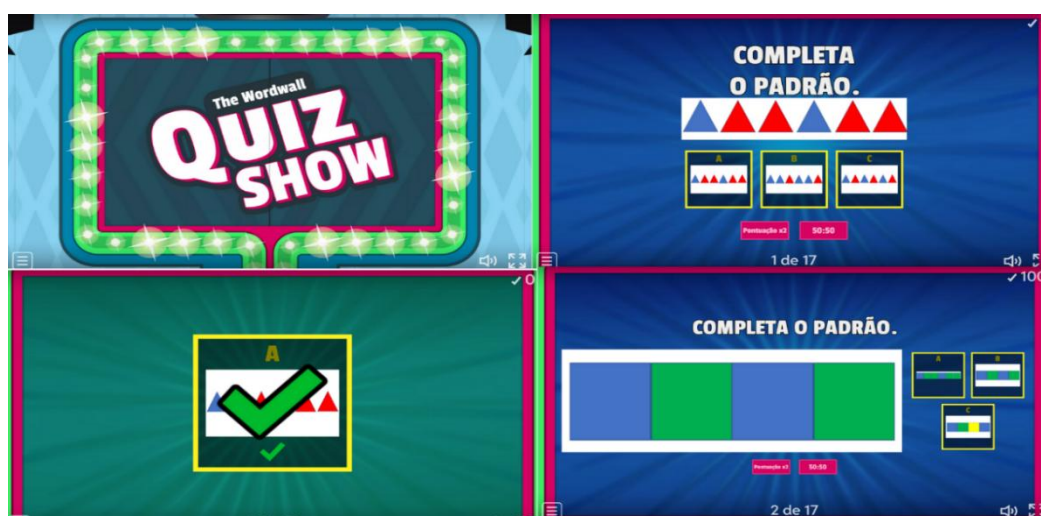 The Wordwall
QUIZ
SHOW
COMPLETA
O PADRÃO.
A
B
C
Pontuação x2
50:50
1 de 17
0
A
100
COMPLETA O PADRÃO.
A
B
C
Pontuação x2
50:50
2 de 17